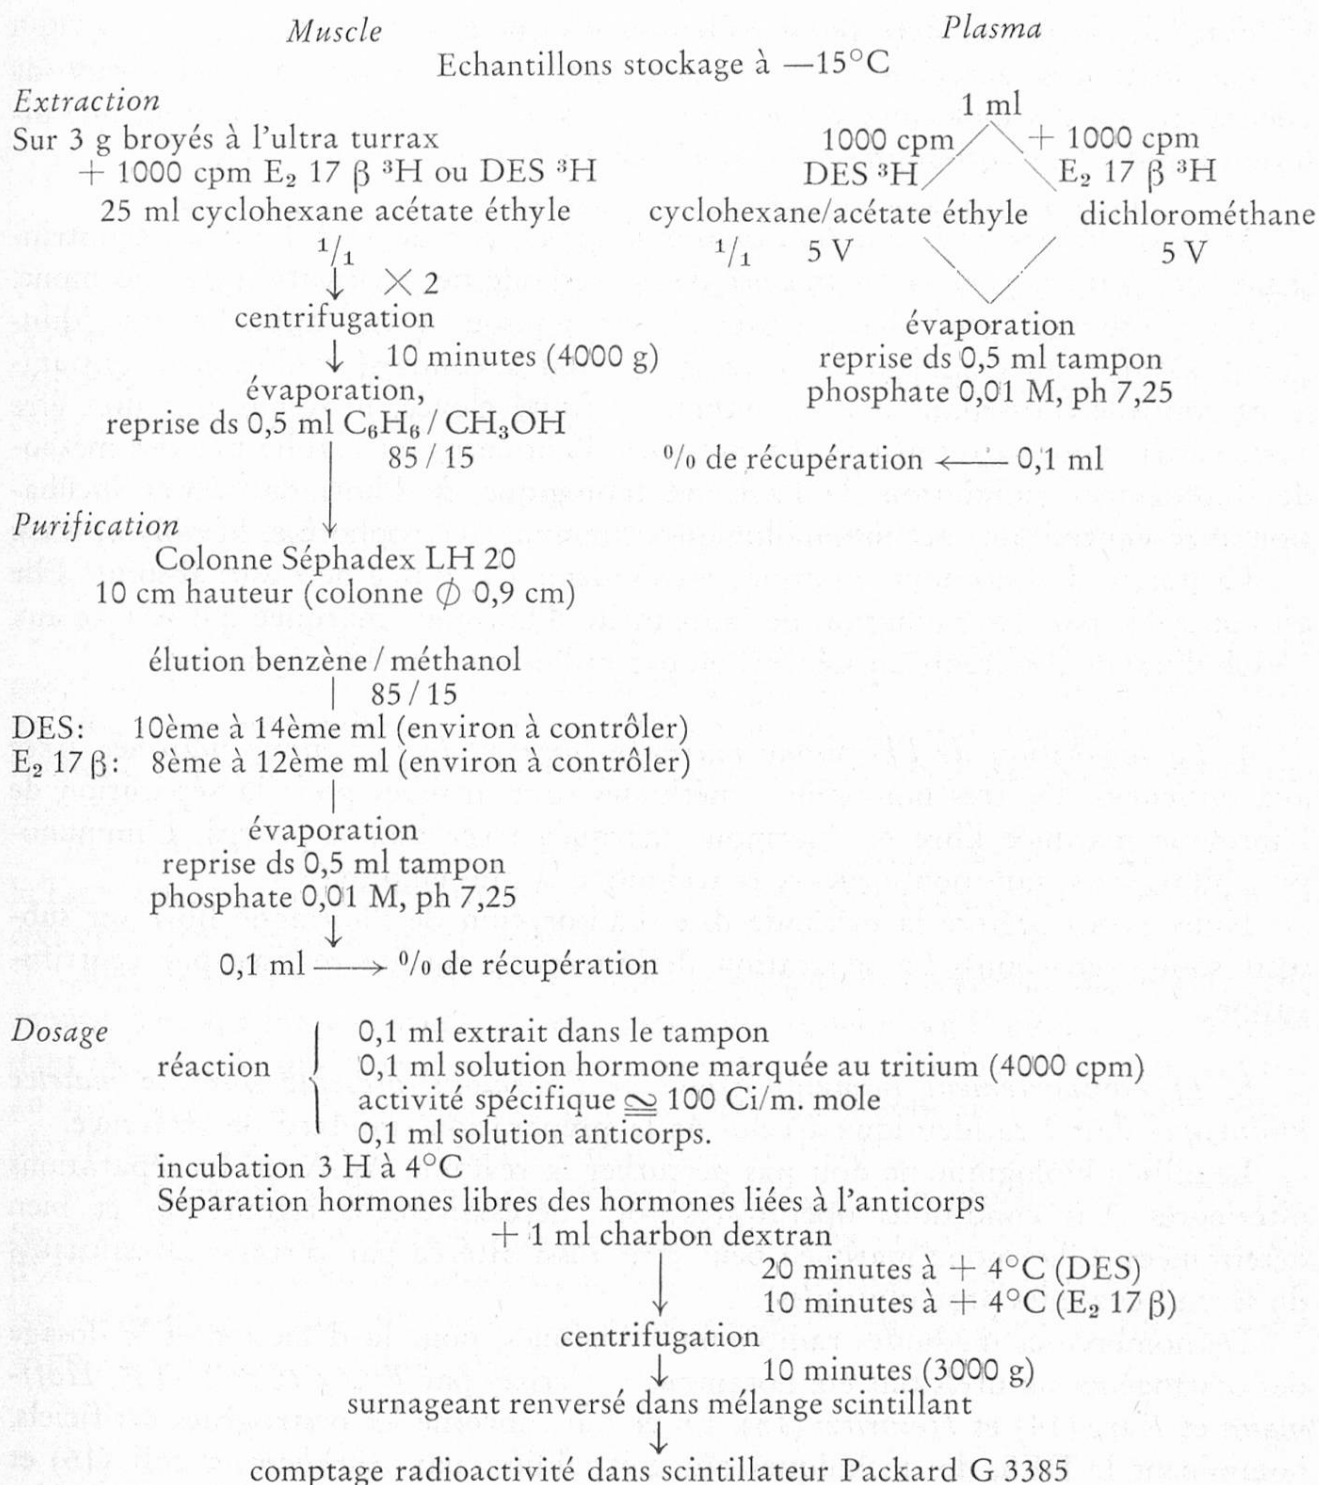 Muscle Plasma
Echantillons stockage à —15°C
Extraction
Sur 3 g broyés à l'ultra turrax
+ 1000 cpm E₂ 17 β ³H ou DES ³H
25 ml cyclohexane acétate éthyle
1/1
↓ × 2
centrifugation
↓ 10 minutes (4000 g)
évaporation,
reprise ds 0,5 ml C₆H₆ / CH₃OH
85 / 15
1 ml
1000 cpm + 1000 cpm
DES ³H E₂ 17 β ³H
cyclohexane/acétate éthyle dichlorométhane
1/1 5 V 5 V
évaporation
reprise ds 0,5 ml tampon
phosphate 0,01 M, ph 7,25
% de récupération ← 0,1 ml
Purification
Colonne Séphadex LH 20
10 cm hauteur (colonne ∅ 0,9 cm)
élution benzène / méthanol
85 / 15
DES: 10ème à 14ème ml (environ à contrôler)
E₂ 17 β: 8ème à 12ème ml (environ à contrôler)
évaporation
reprise ds 0,5 ml tampon
phosphate 0,01 M, ph 7,25
↓
0,1 ml → % de récupération
Dosage
0,1 ml extrait dans le tampon
réaction 0,1 ml solution hormone marquée au tritium (4000 cpm)
activité spécifique ≌ 100 Ci/m. mole
0,1 ml solution anticorps.
incubation 3 H à 4°C
Séparation hormones libres des hormones liées à l'anticorps
+ 1 ml charbon dextran
20 minutes à + 4°C (DES)
10 minutes à + 4°C (E₂ 17 β)
centrifugation
↓ 10 minutes (3000 g)
surnageant renversé dans mélange scintillant
↓
comptage radioactivité dans scintillateur Packard G 3385